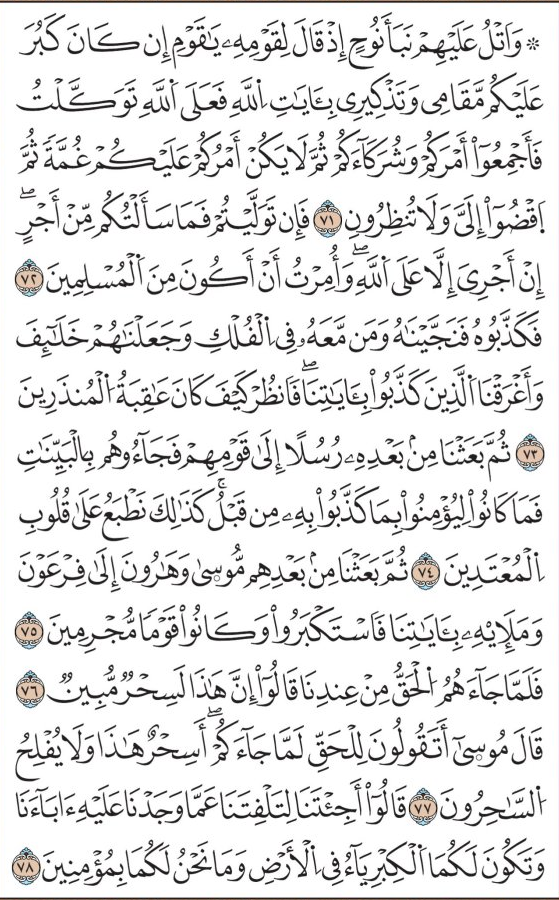 ۞ وَٱتْلُ عَلَيْهِمْ نَبَأَ نُوحٍ إِذْ قَالَ لِقَوْمِهِۦ يَٰقَوْمِ إِن كَانَ كَبُرَ
عَلَيْكُم مَّقَامِى وَتَذْكِيرِى بِـَٔايَٰتِ ٱللَّهِ فَعَلَى ٱللَّهِ تَوَكَّلْتُ
فَأَجْمِعُوٓا۟ أَمْرَكُمْ وَشُرَكَآءَكُمْ ثُمَّ لَا يَكُنْ أَمْرُكُمْ عَلَيْكُمْ غُمَّةً ثُمَّ
ٱقْضُوٓا۟ إِلَىَّ وَلَا تُنظِرُونِ ٧١ فَإِن تَوَلَّيْتُمْ فَمَا سَأَلْتُكُم مِّنْ أَجْرٍ ۖ
إِنْ أَجْرِىَ إِلَّا عَلَى ٱللَّهِ ۖ وَأُمِرْتُ أَنْ أَكُونَ مِنَ ٱلْمُسْلِمِينَ ٧٢
فَكَذَّبُوهُ فَنَجَّيْنَٰهُ وَمَن مَّعَهُۥ فِى ٱلْفُلْكِ وَجَعَلْنَٰهُمْ خَلَٰٓئِفَ
وَأَغْرَقْنَا ٱلَّذِينَ كَذَّبُوا۟ بِـَٔايَٰتِنَا ۖ فَٱنظُرْ كَيْفَ كَانَ عَٰقِبَةُ ٱلْمُنذَرِينَ
٧٣ ثُمَّ بَعَثْنَا مِنۢ بَعْدِهِۦ رُسُلًا إِلَىٰ قَوْمِهِمْ فَجَآءُوهُم بِٱلْبَيِّنَٰتِ
فَمَا كَانُوا۟ لِيُؤْمِنُوا۟ بِمَا كَذَّبُوا۟ بِهِۦ مِن قَبْلُ ۚ كَذَٰلِكَ نَطْبَعُ عَلَىٰ قُلُوبِ
ٱلْمُعْتَدِينَ ٧٤ ثُمَّ بَعَثْنَا مِنۢ بَعْدِهِم مُّوسَىٰ وَهَٰرُونَ إِلَىٰ فِرْعَوْنَ
وَمَلَإِي۟هِۦ بِـَٔايَٰتِنَا فَٱسْتَكْبَرُوا۟ وَكَانُوا۟ قَوْمًا مُّجْرِمِينَ ٧٥
فَلَمَّا جَآءَهُمُ ٱلْحَقُّ مِنْ عِندِنَا قَالُوٓا۟ إِنَّ هَٰذَا لَسِحْرٌ مُّبِينٌ ٧٦
قَالَ مُوسَىٰٓ أَتَقُولُونَ لِلْحَقِّ لَمَّا جَآءَكُمْ ۖ أَسِحْرٌ هَٰذَا وَلَا يُفْلِحُ
ٱلسَّٰحِرُونَ ٧٧ قَالُوٓا۟ أَجِئْتَنَا لِتَلْفِتَنَا عَمَّا وَجَدْنَا عَلَيْهِ ءَابَآءَنَا
وَتَكُونَ لَكُمَا ٱلْكِبْرِيَآءُ فِى ٱلْأَرْضِ وَمَا نَحْنُ لَكُمَا بِمُؤْمِنِينَ ٧٨